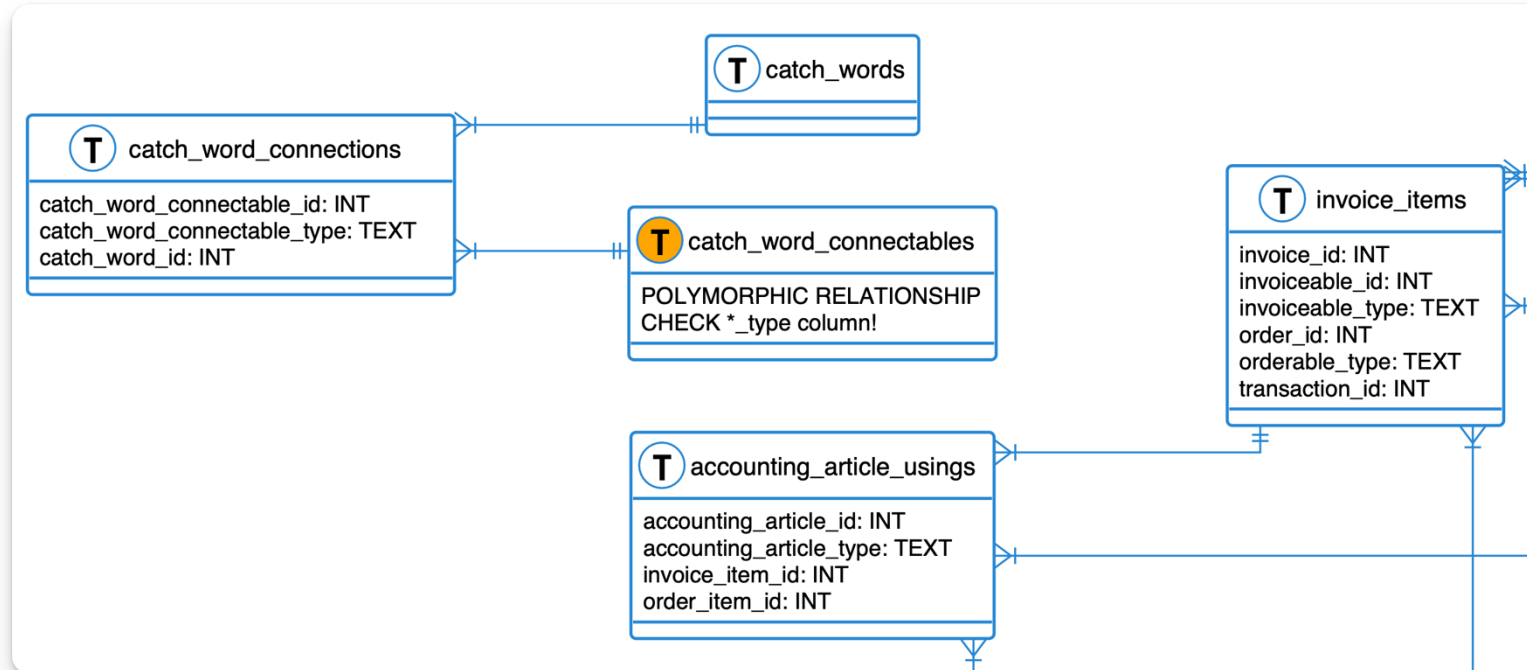 T catch_words
T catch_word_connections
catch_word_connectable_id: INT
catch_word_connectable_type: TEXT
catch_word_id: INT
T catch_word_connectables
POLYMORPHIC RELATIONSHIP
CHECK *_type column!
T invoice_items
invoice_id: INT
invoiceable_id: INT
invoiceable_type: TEXT
order_id: INT
orderable_type: TEXT
transaction_id: INT
T accounting_article_usings
accounting_article_id: INT
accounting_article_type: TEXT
invoice_item_id: INT
order_item_id: INT